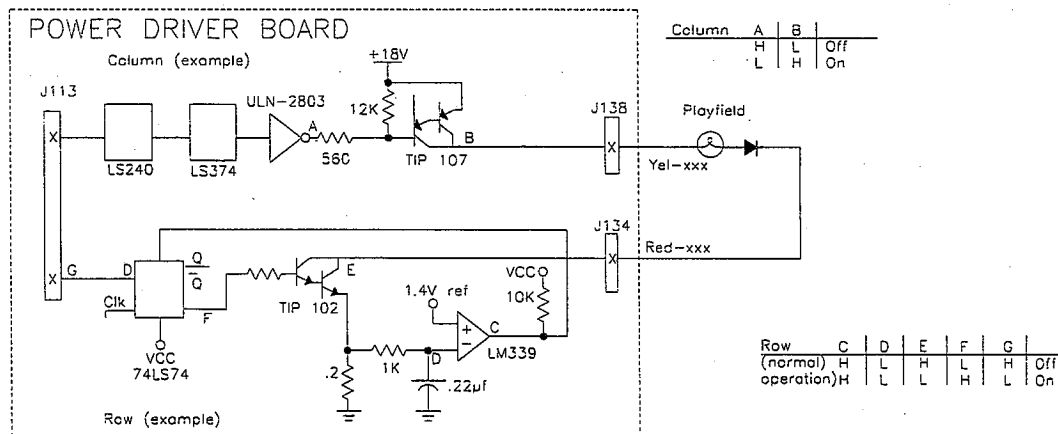 POWER DRIVER BOARD
Column (example)
+18V
J113
ULN-2803
12K
A
B
560
TIP 107
LS240
LS374
J138
Playfield
Yel-xxx
X
X
X
X
Column A B
H L Off
L H On
J134
Red-xxx
G
D
Q
Q
Clk
F
VCC
74LS74
E
TIP 102
1.4V ref
VCC
10K
+
-
C
D
LM339
1K
.2
.22µf
Row (example)
Row C D E F G
(normal) H L H L H Off
operation) H L L H L On